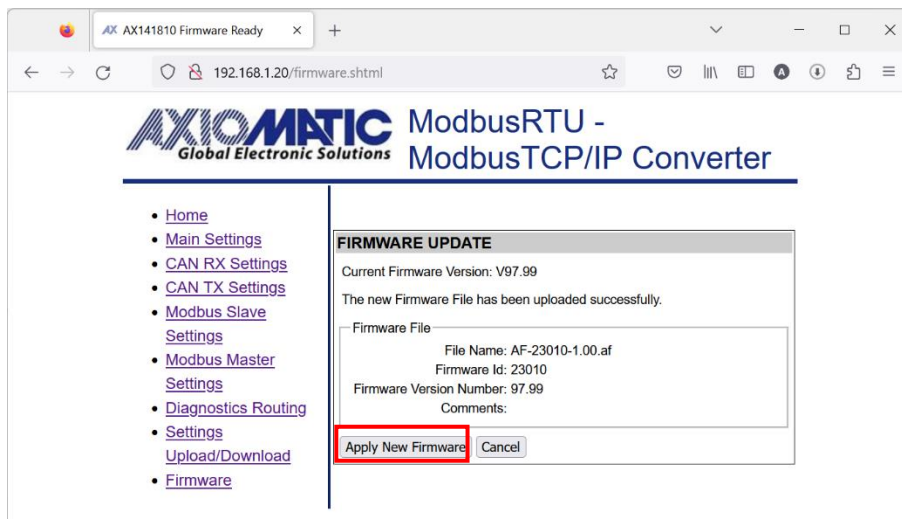 AX141810 Firmware Ready
192.168.1.20/firmware.shtml
AXIOMATIC
Global Electronic Solutions
ModbusRTU -
ModbusTCP/IP Converter
Home
Main Settings
CAN RX Settings
CAN TX Settings
Modbus Slave
Settings
Modbus Master
Settings
Diagnostics Routing
Settings
Upload/Download
Firmware
FIRMWARE UPDATE
Current Firmware Version: V97.99
The new Firmware File has been uploaded successfully.
Firmware File
File Name: AF-23010-1.00.af
Firmware Id: 23010
Firmware Version Number: 97.99
Comments:
Apply New Firmware Cancel